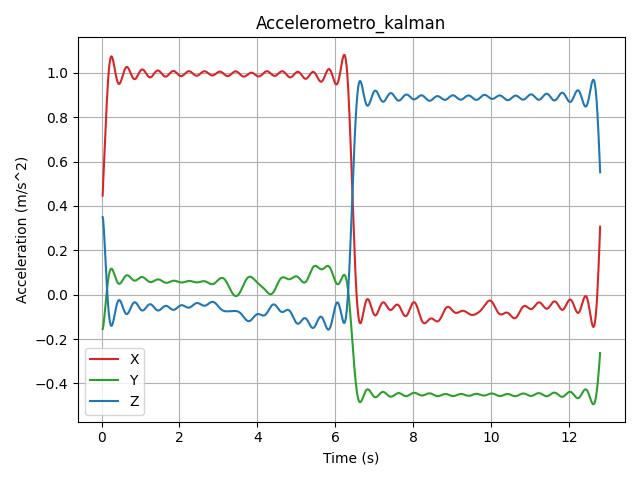 Accelerometro_kalman
Acceleration (m/s^2)
1.0
0.8
0.6
0.4
0.2
0.0
−0.2
−0.4
X
Y
Z
0 2 4 6 8 10 12
Time (s)